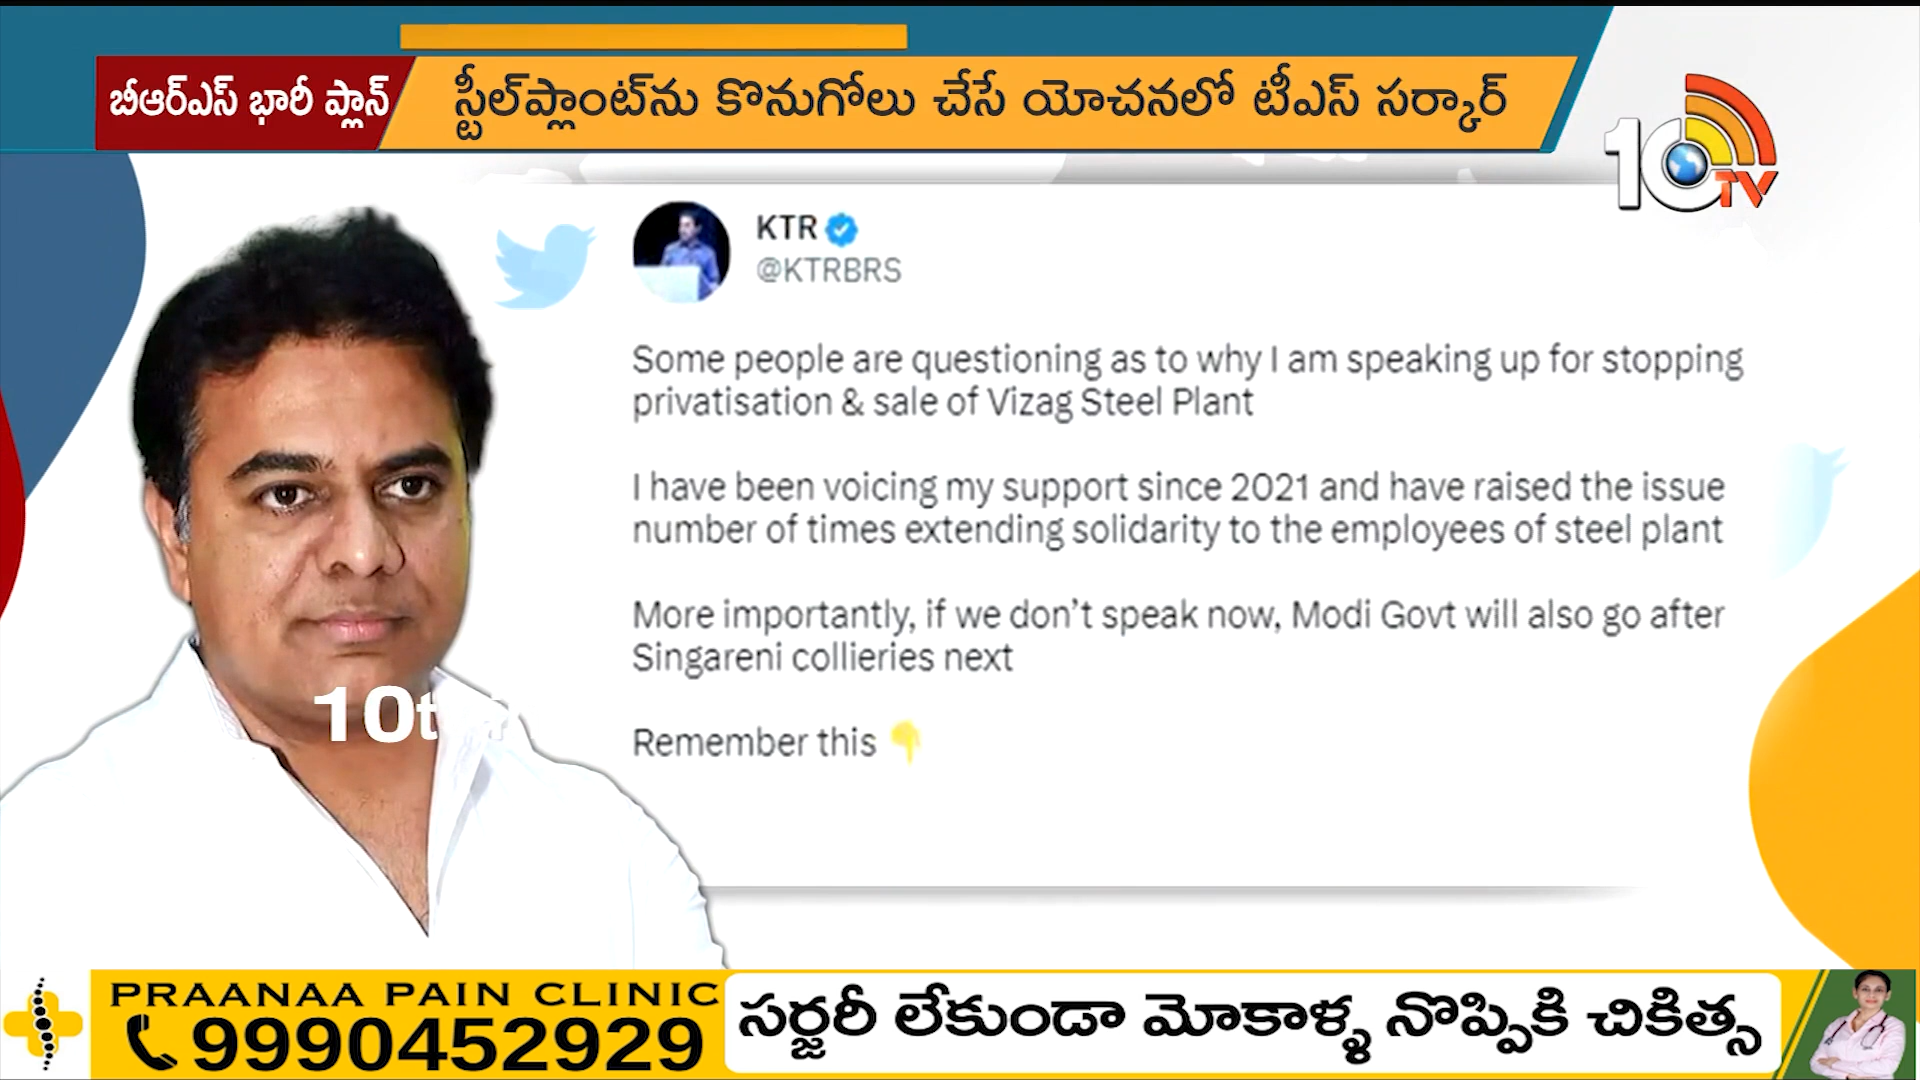 బీఆర్ఎస్ భారీ ప్లాన్
స్టీల్‌ప్లాంట్‌ను కొనుగోలు చేసే యోచనలో టీఎస్ సర్కార్
10TV
KTR
@KTRBRS
Some people are questioning as to why I am speaking up for stopping
privatisation & sale of Vizag Steel Plant
I have been voicing my support since 2021 and have raised the issue
number of times extending solidarity to the employees of steel plant
More importantly, if we don't speak now, Modi Govt will also go after
Singareni collieries next
Remember this 👇
10t
PRAANAA PAIN CLINIC
9990452929
సర్జరీ లేకుండా మోకాళ్ళ నొప్పికి చికిత్స